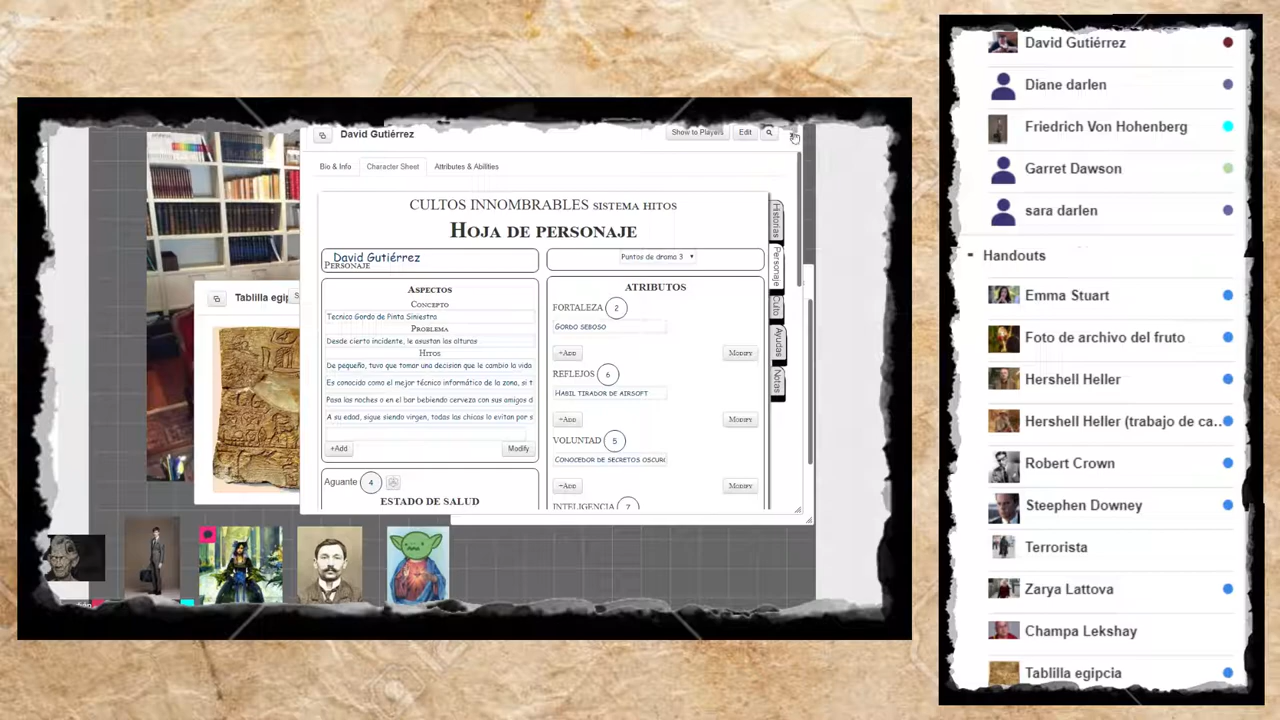 David Gutiérrez
Show to Players
Edit
Bio & Info
Character Sheet
Attributes & Abilities
CULTOS INNOMBRABLES SISTEMA HITOS
HOJA DE PERSONAJE
David Gutiérrez
PERSONAJE
Puntos de drama 3
ASPECTOS
CONCEPTO
Tecnico Gordo de Pinta Siniestra
PROBLEMA
Desde cierto incidente, le asustan las alturas
HITOS
De pequeño, tuvo que tomar una decision que le cambio la vida
Es conocido como el mejor técnico informático de la zona, si t
Pasa las noches o en el bar bebiendo cerveza con sus amigos d
A su edad, sigue siendo virgen, todas las chicas lo evitan por s
+Add
Modify
Aguante 4
ESTADO DE SALUD
ATRIBUTOS
FORTALEZA 2
GORDO SEBOSO
+Add
Modify
REFLEJOS 6
HABIL TIRADOR DE AIRSOFT
+Add
Modify
VOLUNTAD 5
CONOCEDOR DE SECRETOS OSCUR
+Add
Modify
INTELIGENCIA 7
Historias
Personaje
Culto
Ayudas
Notas
Tablilla egip
David Gutiérrez
Diane darlen
Friedrich Von Hohenberg
Garret Dawson
sara darlen
Handouts
Emma Stuart
Foto de archivo del fruto
Hershell Heller
Hershell Heller (trabajo de ca...
Robert Crown
Steephen Downey
Terrorista
Zarya Lattova
Champa Lekshay
Tablilla egipcia